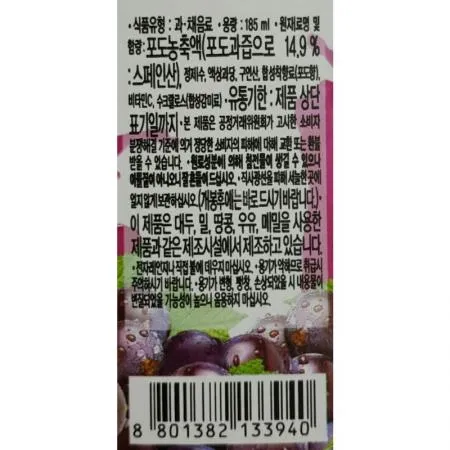 • 식품유형 : 과·채음료 • 용량 : 185 ml • 원재료명 및
함량: 포도농축액(포도과즙으로 14.9 %
: 스페인산), 정제수, 액상과당, 구연산, 합성착향료(포도향),
비타민C, 수크랄로스(합성감미료) • 유통기한 : 제품 상단
표기일까지 • 본 제품은 공정거래위원회가 고시한 소비자
분쟁해결 기준에 의거 정당한 소비자의 피해에 대해 교환 또는 환불
받을 수 있습니다. • 원료성분에 의해 침전물이 생길 수 있으나
이물질이 아니오니 잘 흔들어 드십시오. • 직사광선을 피해 서늘한 곳에
얼지 않게 보관하십시오. (개봉후에는 바로 드시기 바랍니다.) •
이 제품은 대두, 밀, 땅콩, 우유, 메밀을 사용한
제품과 같은 제조시설에서 제조하고 있습니다.
• 전자레인지나 직접 불에 데우지 마십시오. • 용기가 약하므로 취급시
주의하시기 바랍니다. • 용기가 변형, 팽창, 손상되었을 시 내용물이
변질되었을 가능성이 높으니 음용하지 마십시오.
8 801382 133940